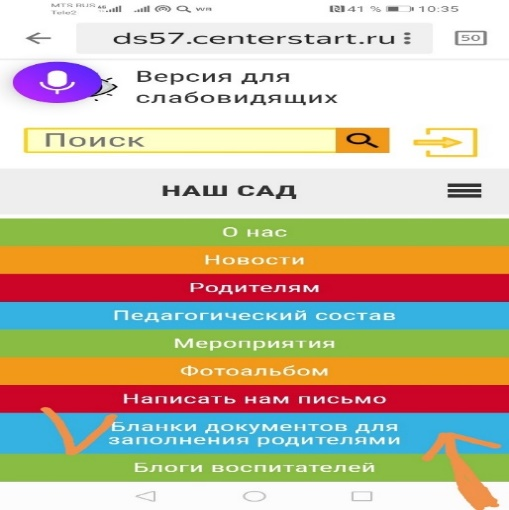 MTS RUS
Tele2
41 %
10:35
ds57.centerstart.ru
50
Версия для
слабовидящих
Поиск
НАШ САД
О нас
Новости
Родителям
Педагогический состав
Мероприятия
Фотоальбом
Написать нам письмо
Бланки документов для
заполнения родителями
Блоги воспитателей